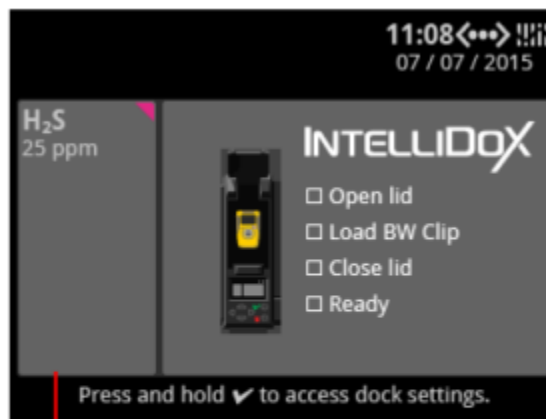 11:08
07 / 07 / 2015
H₂S
25 ppm
INTELLIDOX
Open lid
Load BW Clip
Close lid
Ready
Press and hold ✔ to access dock settings.